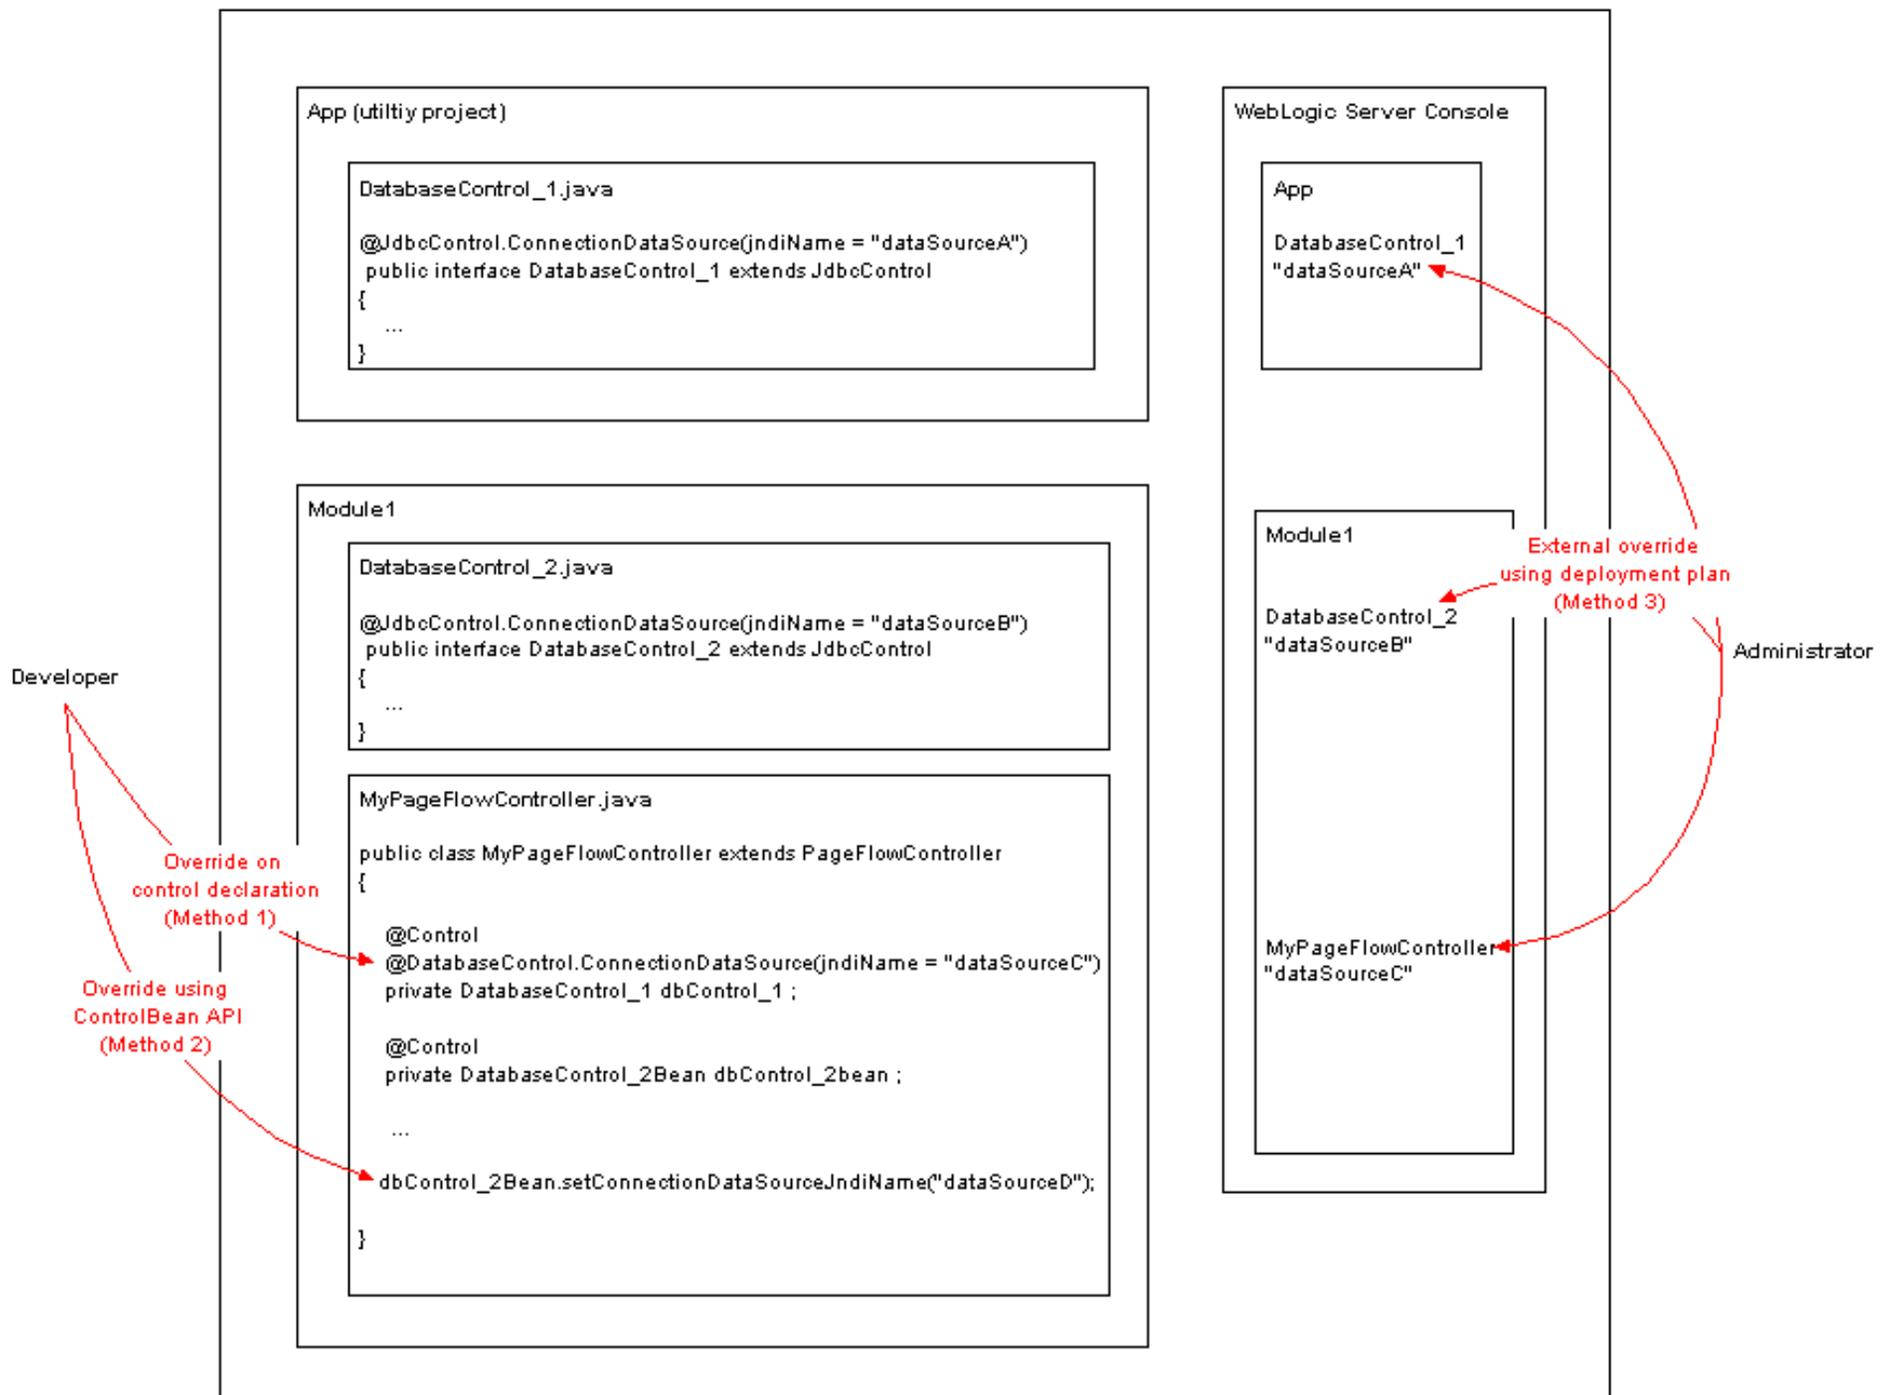 App (utiltiy project)
DatabaseControl_1.java
@JdbcControl.ConnectionDataSource(jndiName = "dataSourceA")
public interface DatabaseControl_1 extends JdbcControl
{
...
}
Module1
DatabaseControl_2.java
@JdbcControl.ConnectionDataSource(jndiName = "dataSourceB")
public interface DatabaseControl_2 extends JdbcControl
{
...
}
MyPageFlowController.java
public class MyPageFlowController extends PageFlowController
{
@Control
@DatabaseControl.ConnectionDataSource(jndiName = "dataSourceC")
private DatabaseControl_1 dbControl_1 ;
@Control
private DatabaseControl_2Bean dbControl_2bean ;
...
dbControl_2Bean.setConnectionDataSourceJndiName("dataSourceD");
}
Developer
Override on
control declaration
(Method 1)
Override using
ControlBean API
(Method 2)
WebLogic Server Console
App
DatabaseControl_1
"dataSourceA"
Module1
DatabaseControl_2
"dataSourceB"
MyPageFlowController
"dataSourceC"
External override
using deployment plan
(Method 3)
Administrator